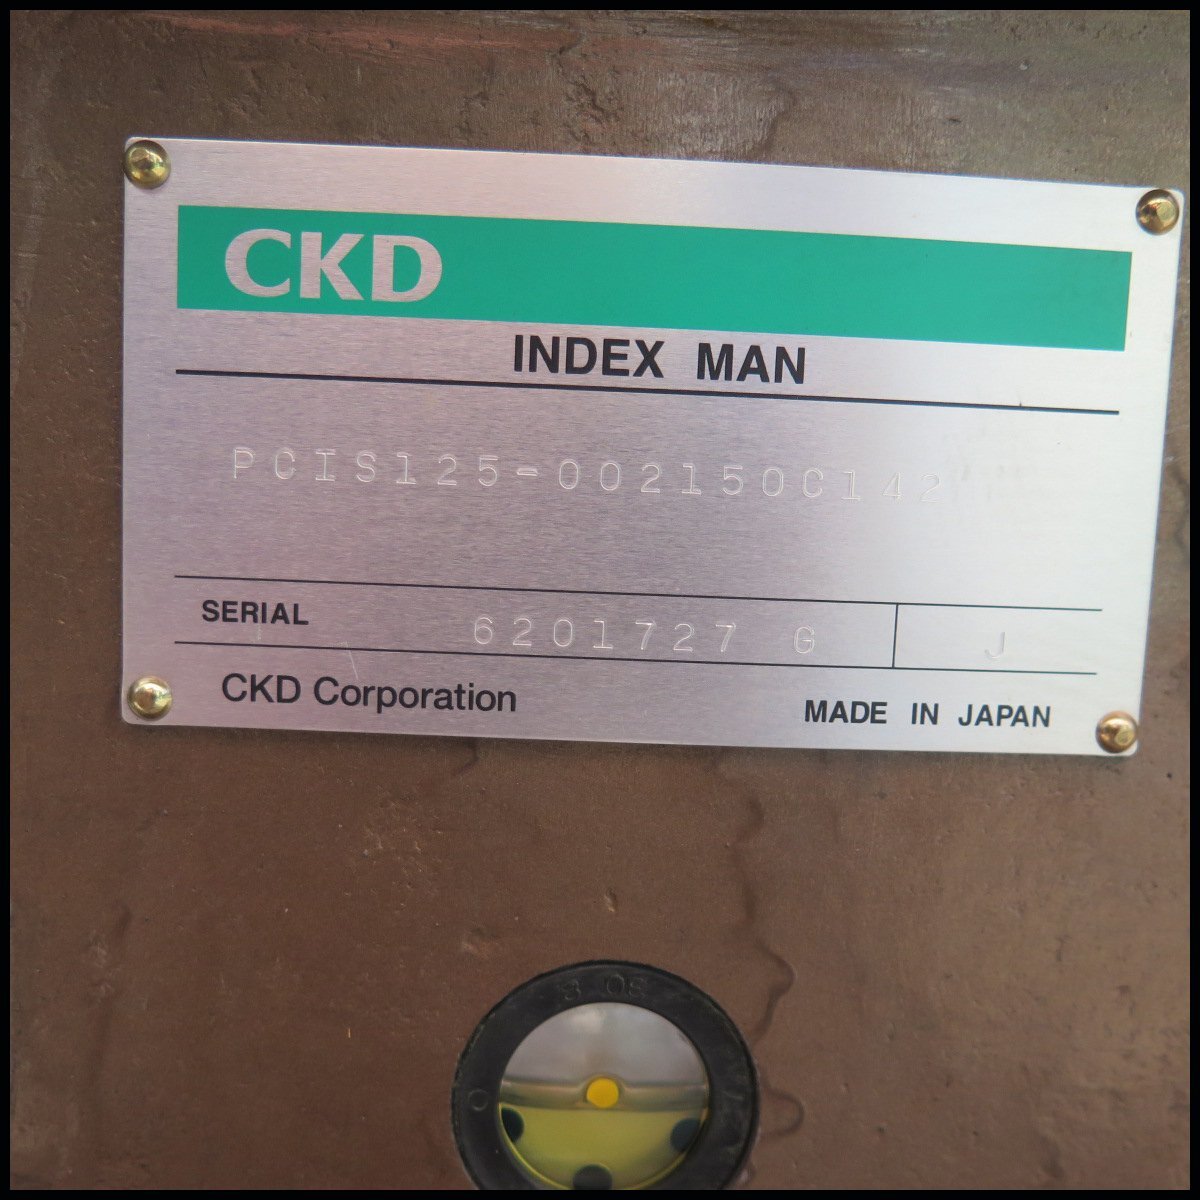 CKD
INDEX MAN
PCIS125-002150C142
SERIAL 6201727 G J
CKD Corporation MADE IN JAPAN